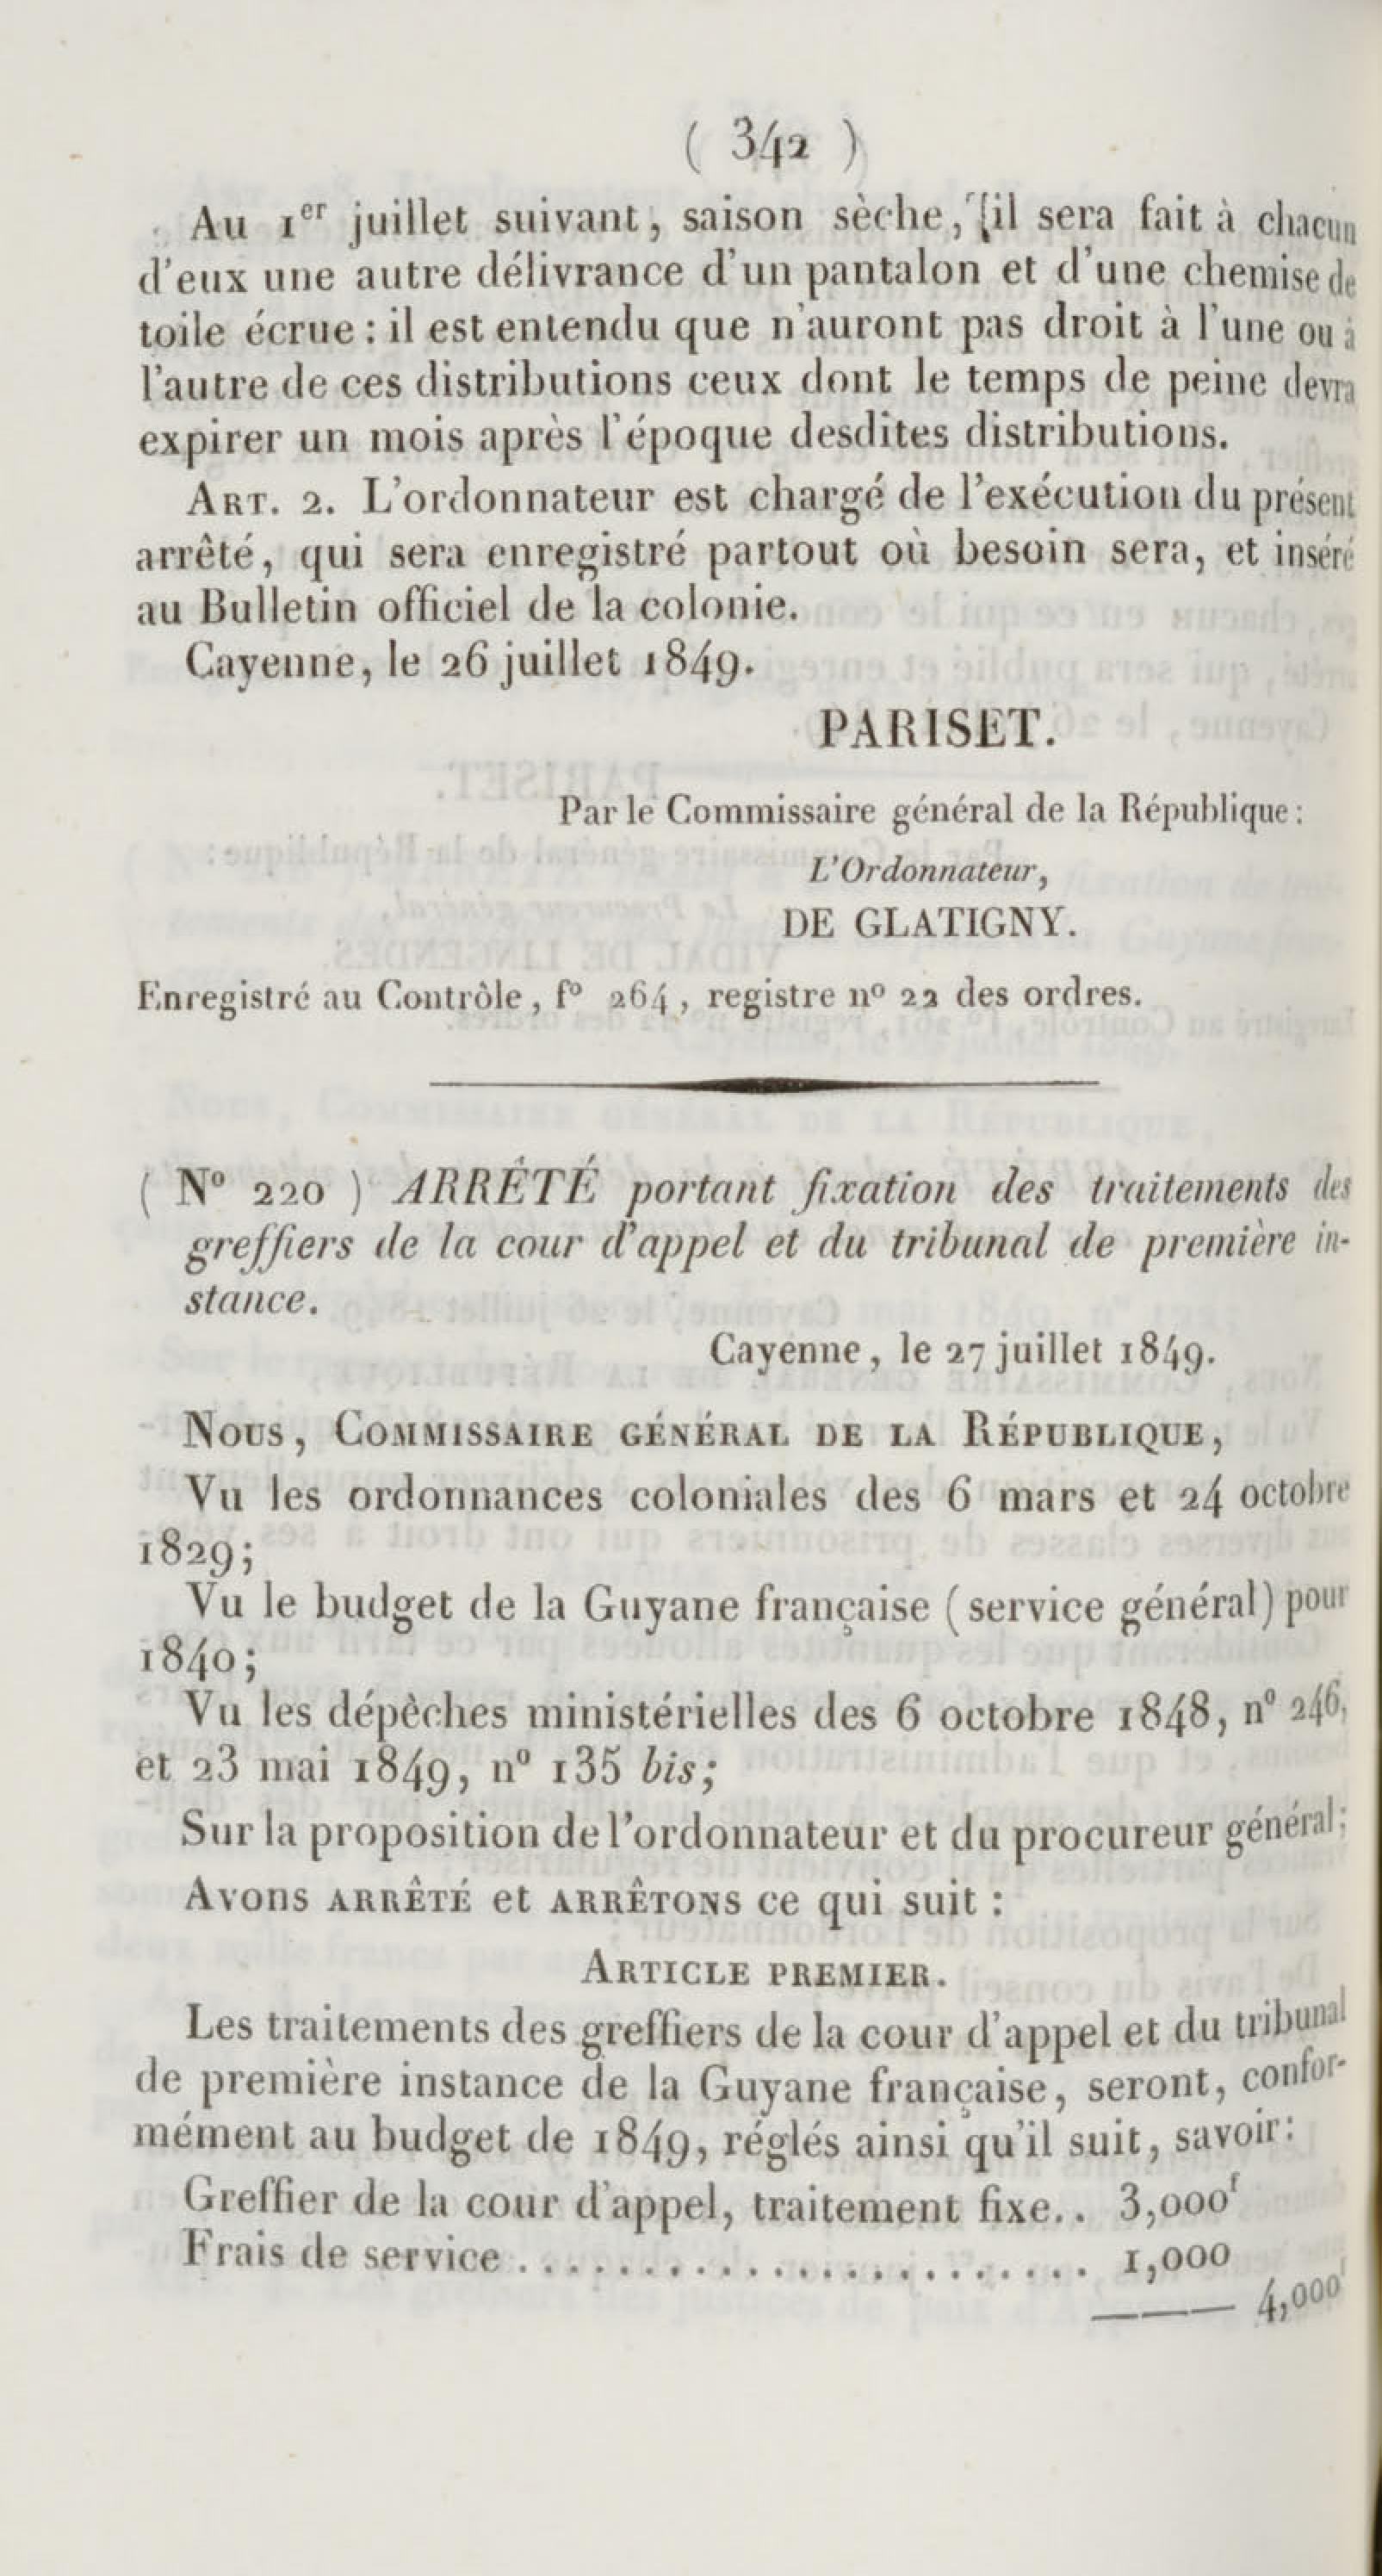 ( 342 )
Au 1er juillet suivant, saison sèche, [il sera fait à chacun
d'eux une autre délivrance d'un pantalon et d'une chemise de
toile écrue : il est entendu que n'auront pas droit à l'une ou à
l'autre de ces distributions ceux dont le temps de peine devra
expirer un mois après l'époque desdites distributions.
ART. 2. L'ordonnateur est chargé de l'exécution du présent
arrêté, qui sera enregistré partout où besoin sera, et inséré
au Bulletin officiel de la colonie.
Cayenne, le 26 juillet 1849.
PARISET.
Par le Commissaire général de la République :
L'Ordonnateur,
DE GLATIGNY.
Enregistré au Contrôle, f° 264, registre n° 22 des ordres.
( N° 220 ) ARRÊTÉ portant fixation des traitements des
greffiers de la cour d'appel et du tribunal de première in-
stance.
Cayenne, le 27 juillet 1849.
NOUS, COMMISSAIRE GÉNÉRAL DE LA RÉPUBLIQUE,
Vu les ordonnances coloniales des 6 mars et 24 octobre
1829;
Vu le budget de la Guyane française (service général) pour
1840;
Vu les dépêches ministérielles des 6 octobre 1848, n° 246,
et 23 mai 1849, n° 135 bis;
Sur la proposition de l'ordonnateur et du procureur général;
Avons ARRÊTÉ et ARRÊTONS ce qui suit :
ARTICLE PREMIER.
Les traitements des greffiers de la cour d'appel et du tribunal
de première instance de la Guyane française, seront, confor-
mément au budget de 1849, réglés ainsi qu'il suit, savoir :
Greffier de la cour d'appel, traitement fixe.. 3,000f
Frais de service ....................... 1,000
——— 4,000f